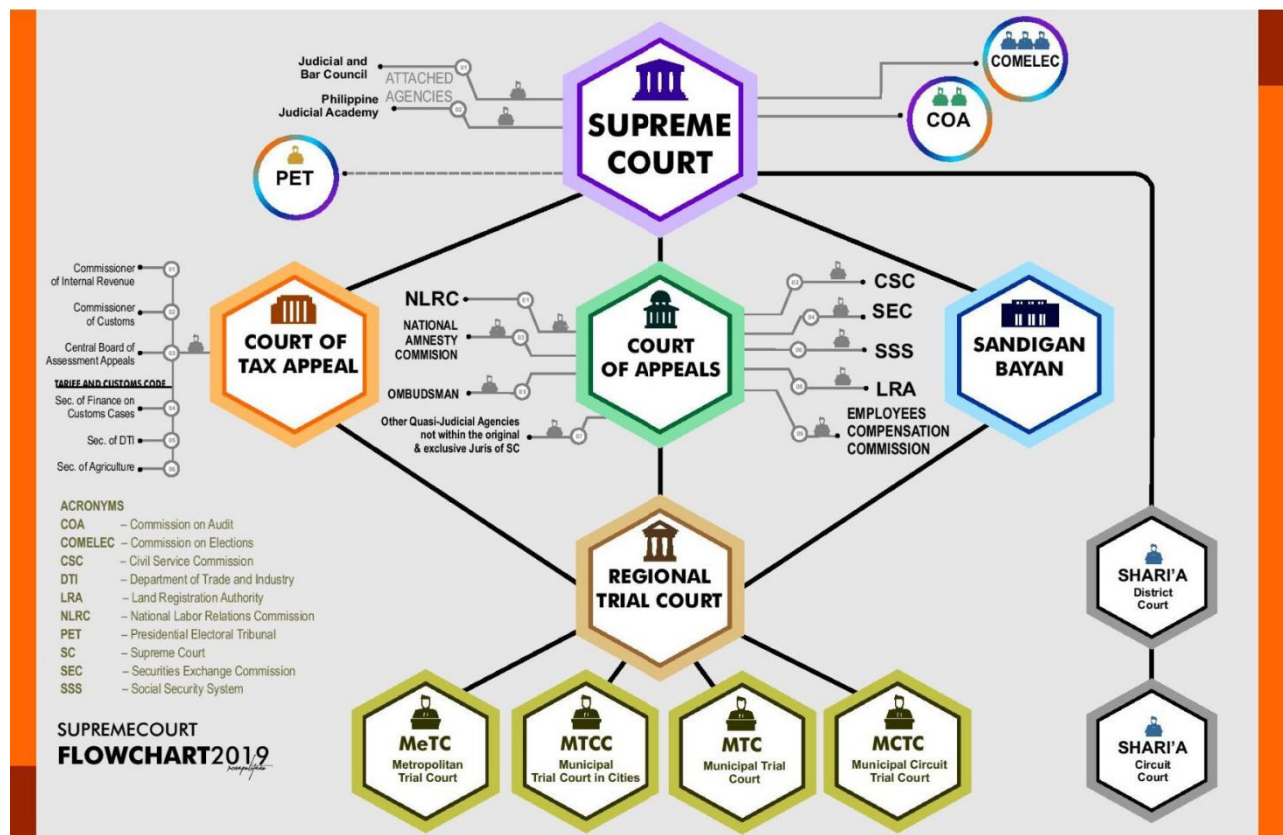 Judicial and
Bar Council
01
ATTACHED
AGENCIES
Philippine
Judicial Academy
02
SUPREME
COURT
COMELEC
COA
PET
Commissioner
of Internal Revenue
01
Commissioner
of Customs
02
Central Board of
Assessment Appeals
03
TARIFF AND CUSTOMS CODE
Sec. of Finance on
Customs Cases
04
Sec. of DTI
05
Sec. of Agriculture
06
COURT OF
TAX APPEAL
NLRC
01
NATIONAL
AMNESTY
COMMISION
03
OMBUDSMAN
Other Quasi-Judicial Agencies
not within the original
& exclusive Juris of SC
07
COURT
OF APPEALS
CSC
SEC
04
SSS
LRA
EMPLOYEES
COMPENSATION
COMMISSION
SANDIGAN
BAYAN
ACRONYMS
COA – Commission on Audit
COMELEC – Commission on Elections
CSC – Civil Service Commission
DTI – Department of Trade and Industry
LRA – Land Registration Authority
NLRC – National Labor Relations Commission
PET – Presidential Electoral Tribunal
SC – Supreme Court
SEC – Securities Exchange Commission
SSS – Social Security System
REGIONAL
TRIAL COURT
SHARI'A
District
Court
SUPREMECOURT
FLOWCHART2019
MeTC
Metropolitan
Trial Court
MTCC
Municipal
Trial Court in Cities
MTC
Municipal Trial
Court
MCTC
Municipal Circuit
Trial Court
SHARI'A
Circuit
Court